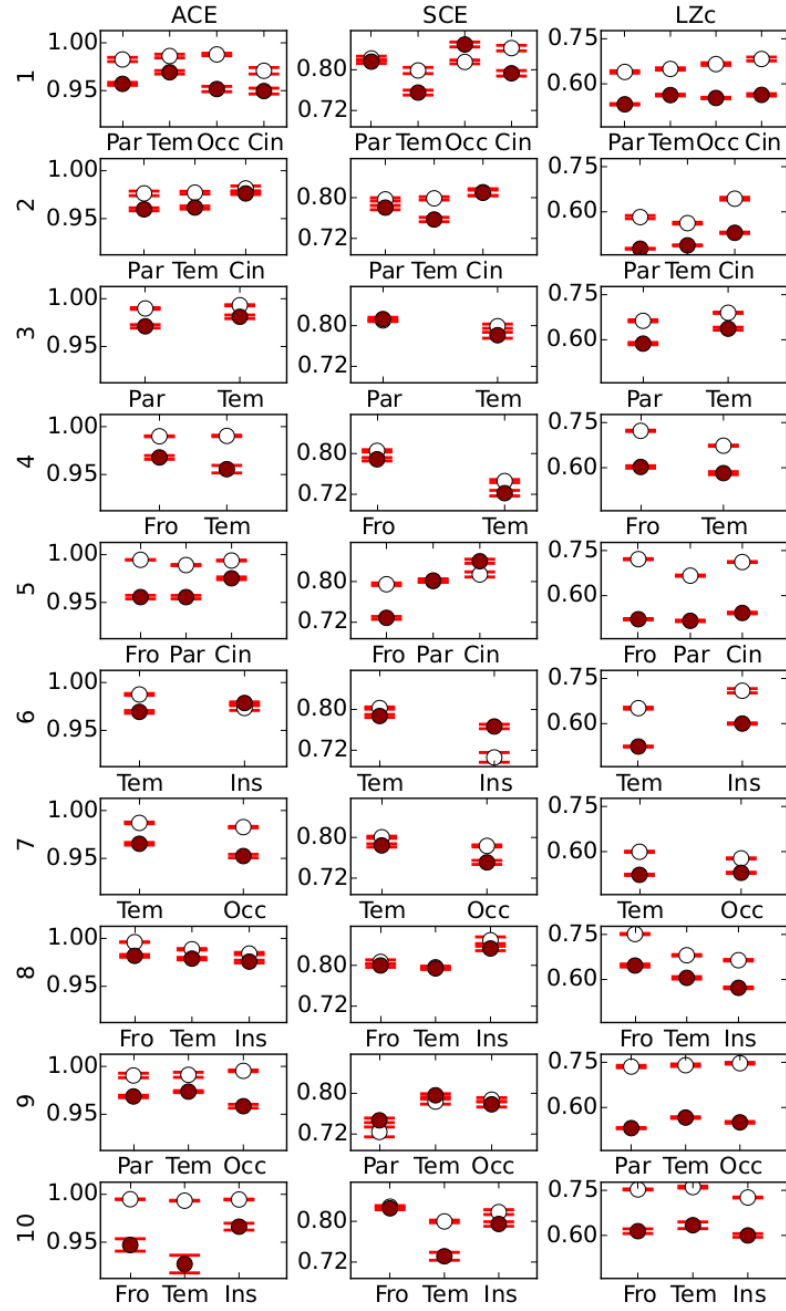 ACE SCE LZc
1
1.00 0.95
0.80 0.72
0.75 0.60
Par Tem Occ Cin
Par Tem Occ Cin
Par Tem Occ Cin
2
1.00 0.95
0.80 0.72
0.75 0.60
Par Tem Cin
Par Tem Cin
Par Tem Cin
3
1.00 0.95
0.80 0.72
0.75 0.60
Par Tem
Par Tem
Par Tem
4
1.00 0.95
0.80 0.72
0.75 0.60
Fro Tem
Fro Tem
Fro Tem
5
1.00 0.95
0.80 0.72
0.75 0.60
Fro Par Cin
Fro Par Cin
Fro Par Cin
6
1.00 0.95
0.80 0.72
0.75 0.60
Tem Ins
Tem Ins
Tem Ins
7
1.00 0.95
0.80 0.72
0.75 0.60
Tem Occ
Tem Occ
Tem Occ
8
1.00 0.95
0.80 0.72
0.75 0.60
Fro Tem Ins
Fro Tem Ins
Fro Tem Ins
9
1.00 0.95
0.80 0.72
0.75 0.60
Par Tem Occ
Par Tem Occ
Par Tem Occ
10
1.00 0.95
0.80 0.72
0.75 0.60
Fro Tem Ins
Fro Tem Ins
Fro Tem Ins